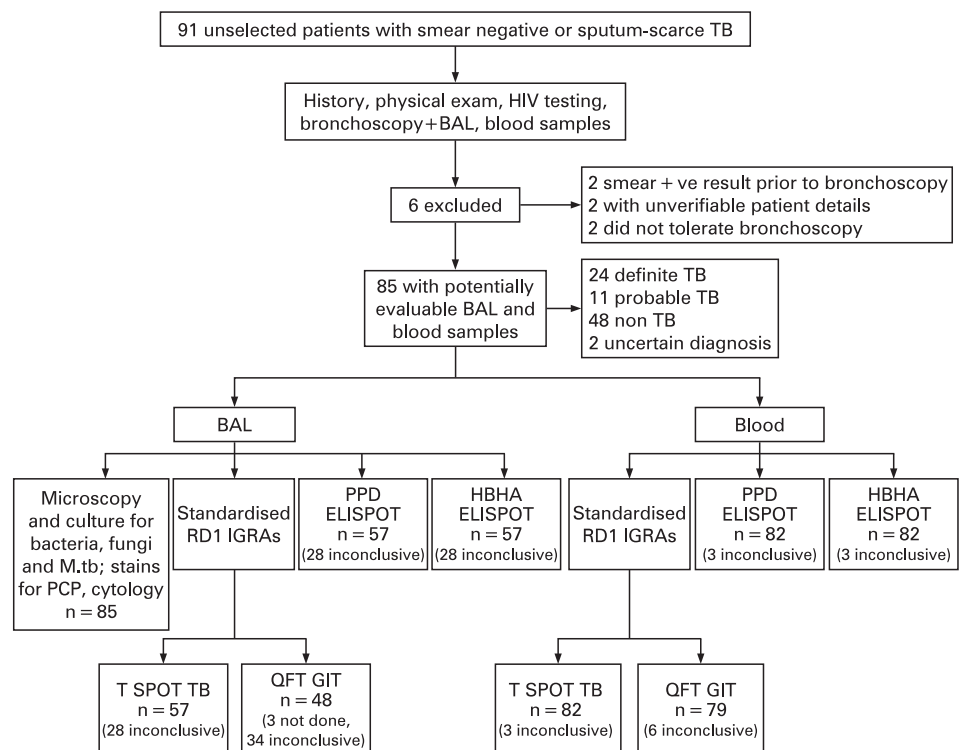 91 unselected patients with smear negative or sputum-scarce TB
History, physical exam, HIV testing,
bronchoscopy+BAL, blood samples
6 excluded
2 smear + ve result prior to bronchoscopy
2 with unverifiable patient details
2 did not tolerate bronchoscopy
85 with potentially
evaluable BAL and
blood samples
24 definite TB
11 probable TB
48 non TB
2 uncertain diagnosis
BAL
Blood
Microscopy
and culture for
bacteria, fungi
and M.tb; stains
for PCP, cytology
n = 85
Standardised
RD1 IGRAs
PPD
ELISPOT
n = 57
(28 inconclusive)
HBHA
ELISPOT
n = 57
(28 inconclusive)
Standardised
RD1 IGRAs
PPD
ELISPOT
n = 82
(3 inconclusive)
HBHA
ELISPOT
n = 82
(3 inconclusive)
T SPOT TB
n = 57
(28 inconclusive)
QFT GIT
n = 48
(3 not done,
34 inconclusive)
T SPOT TB
n = 82
(3 inconclusive)
QFT GIT
n = 79
(6 inconclusive)